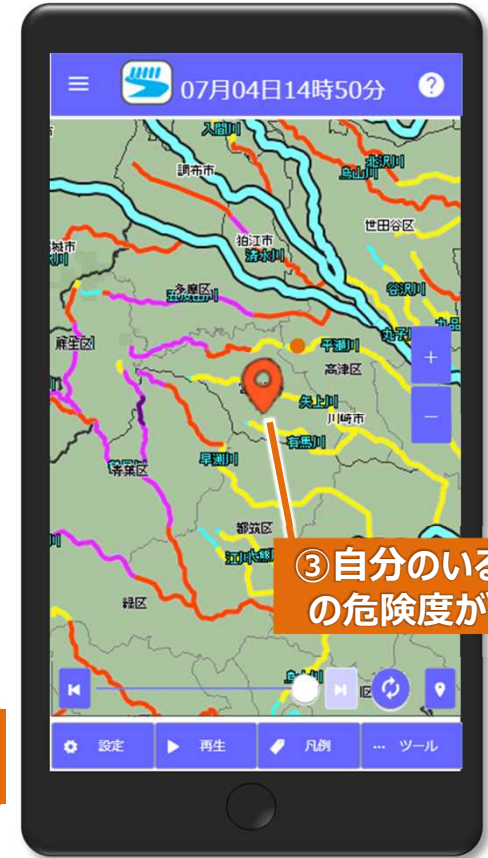 07月04日14時50分
?
入間川
北沢川
烏山川
調布市
世田谷区
狛江市
清水川
谷沢川
多摩区
丸子川
麻生区
平瀬川
高津区
矢上川
川崎市
有馬川
早渕川
青葉区
都筑区
緑区
+
−
③自分のいる
の危険度が
設定
再生
凡例
ツール